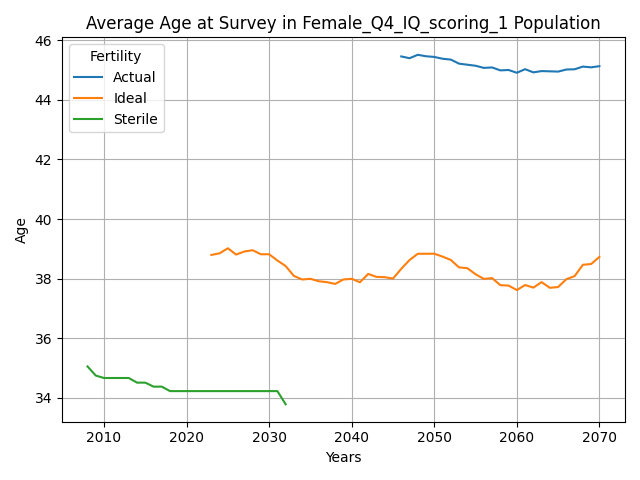 Average Age at Survey in Female_Q4_IQ_scoring_1 Population
Fertility
Actual
Ideal
Sterile
Age
46
44
42
40
38
36
34
2010 2020 2030 2040 2050 2060 2070
Years